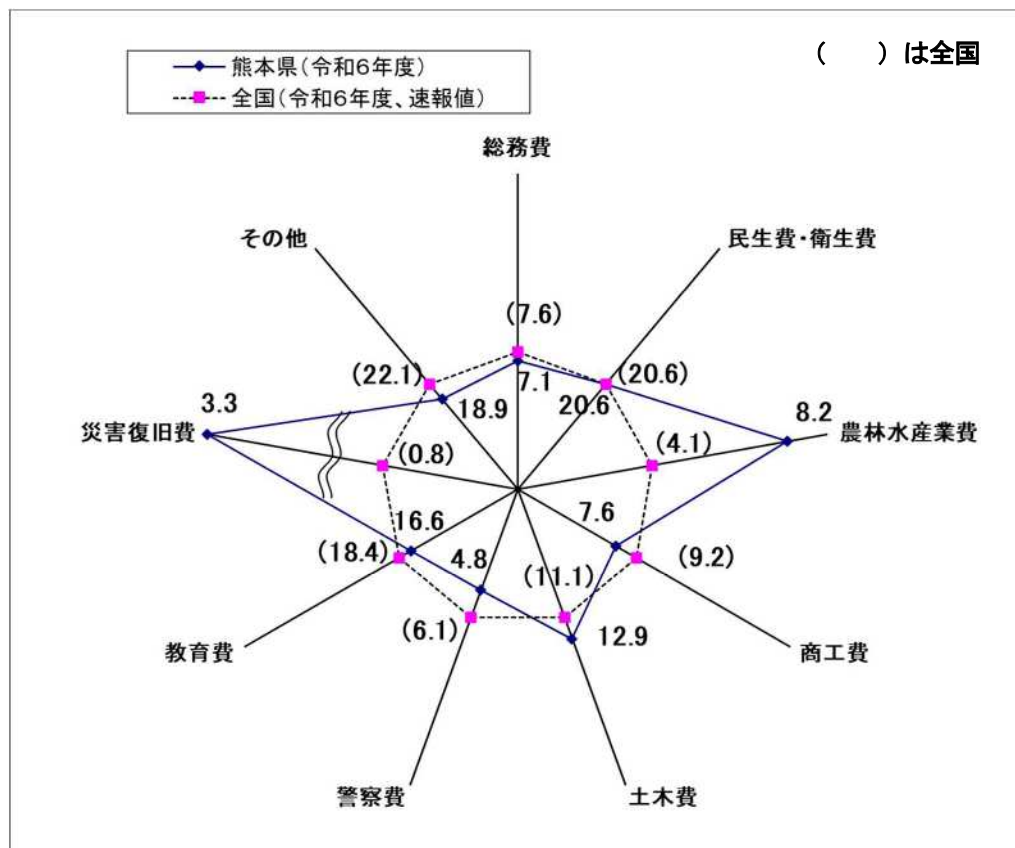 (　　)は全国
熊本県(令和6年度)
全国(令和6年度、速報値)
総務費
その他
民生費・衛生費
(7.6)
(22.1)
7.1
(20.6)
3.3
18.9
20.6
8.2
災害復旧費
(0.8)
(4.1)
農林水産業費
16.6
7.6
(18.4)
4.8
(11.1)
(9.2)
(6.1)
12.9
教育費
商工費
警察費
土木費